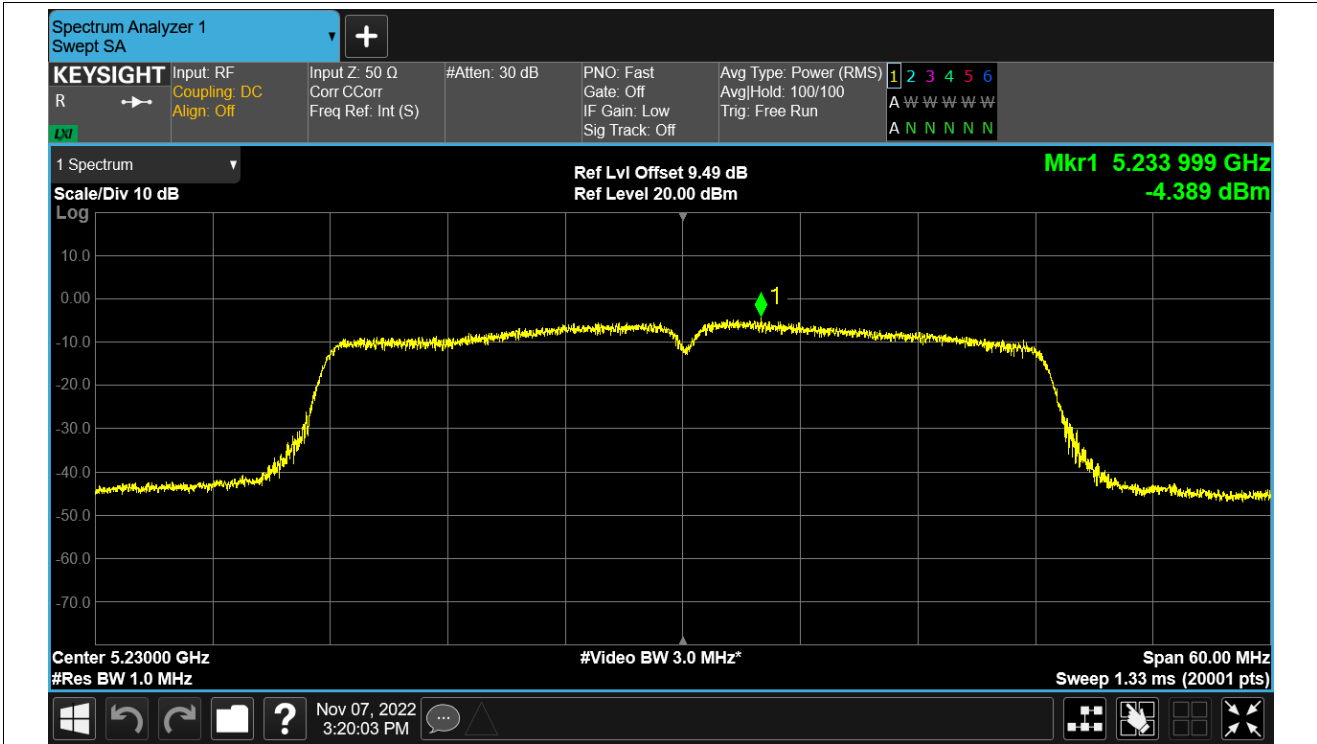 Spectrum Analyzer 1
Swept SA
KEYSIGHT
R
LXI
Input: RF
Coupling: DC
Align: Off
Input Z: 50 Ω
Corr CCorr
Freq Ref: Int (S)
#Atten: 30 dB
PNO: Fast
Gate: Off
IF Gain: Low
Sig Track: Off
Avg Type: Power (RMS)
Avg|Hold: 100/100
Trig: Free Run
1 2 3 4 5 6
A W W W W W
A N N N N N
1 Spectrum
Scale/Div 10 dB
Ref Lvl Offset 9.49 dB
Ref Level 20.00 dBm
Mkr1 5.233 999 GHz
-4.389 dBm
Log
10.0
0.00
-10.0
-20.0
-30.0
-40.0
-50.0
-60.0
-70.0
1
Center 5.23000 GHz
#Video BW 3.0 MHz*
Span 60.00 MHz
#Res BW 1.0 MHz
Sweep 1.33 ms (20001 pts)
?
Nov 07, 2022
3:20:03 PM